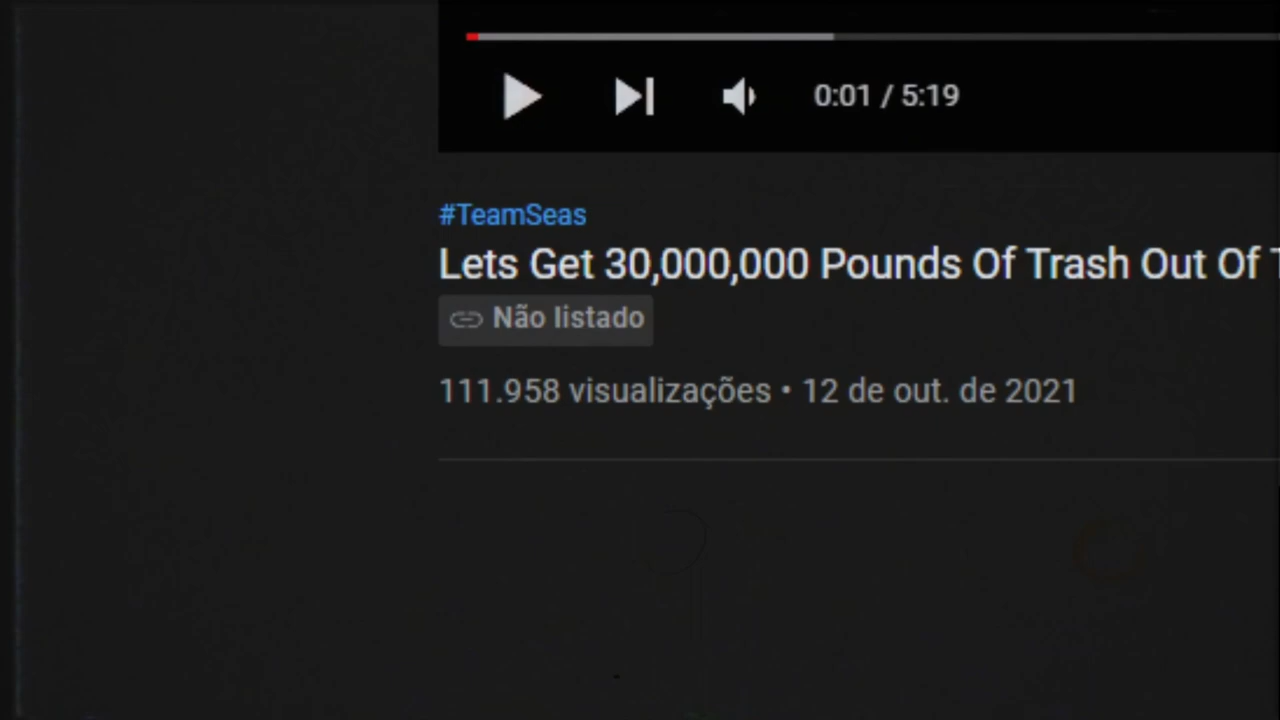 0:01 / 5:19
#TeamSeas
Lets Get 30,000,000 Pounds Of Trash Out Of
Não listado
111.958 visualizações • 12 de out. de 2021